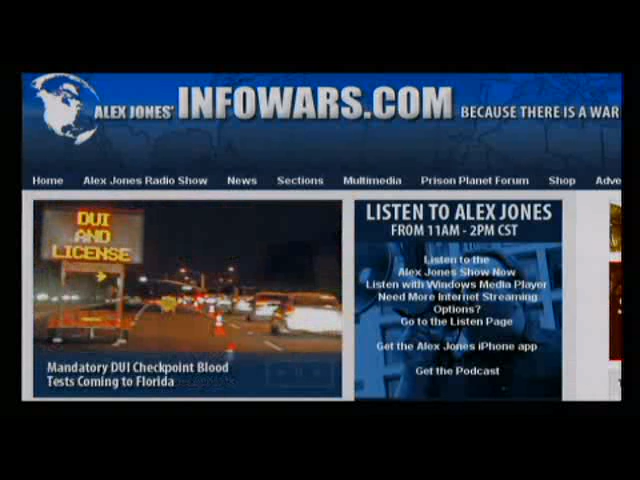 ALEX JONES' INFOWARS.COM BECAUSE THERE IS A WAR
Home Alex Jones Radio Show News Sections Multimedia Prison Planet Forum Shop Adve
DUI
AND
LICENSE
Mandatory DUI Checkpoint Blood
Tests Coming to Florida
LISTEN TO ALEX JONES
FROM 11AM - 2PM CST
Listen to the
Alex Jones Show Now
Listen with Windows Media Player
Need More Internet Streaming
Options?
Go to the Listen Page
Get the Alex Jones iPhone app
Get the Podcast